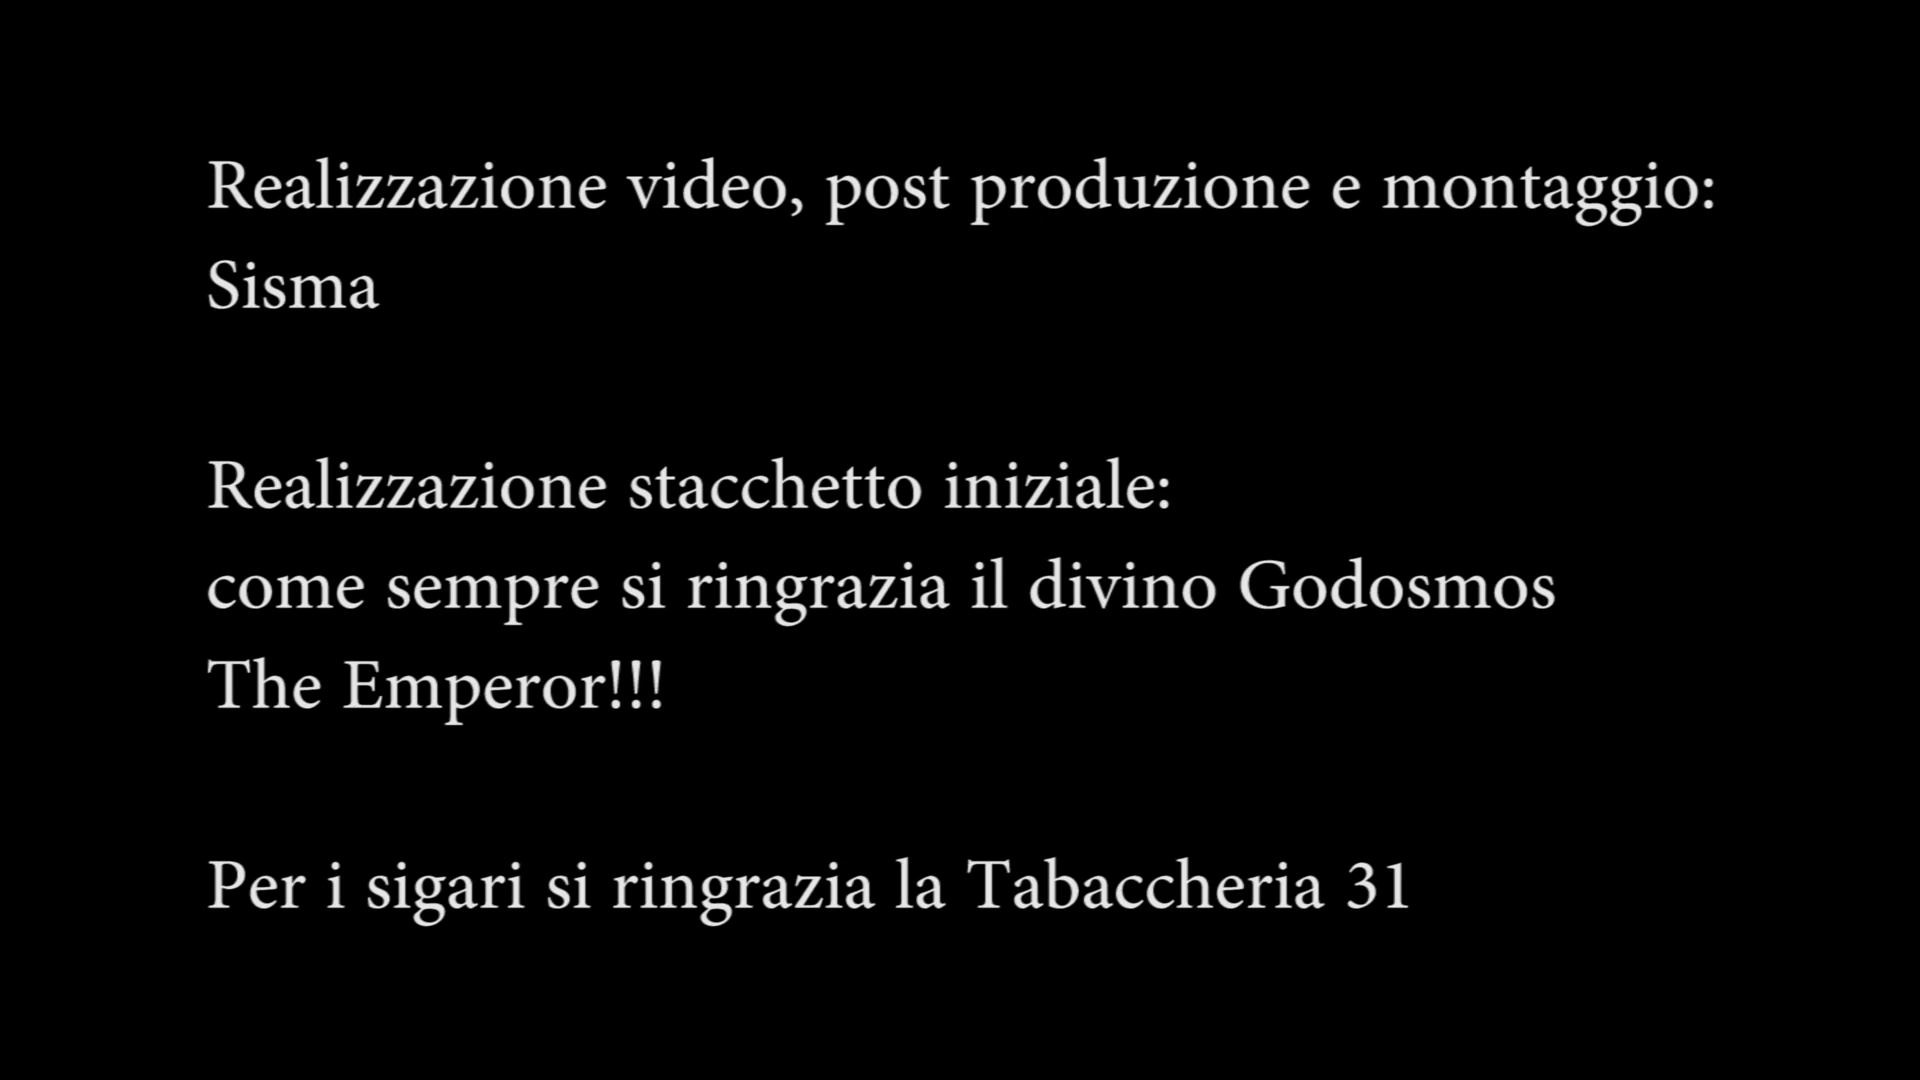 Realizzazione video, post produzione e montaggio:
Sisma
Realizzazione stacchetto iniziale:
come sempre si ringrazia il divino Godosmos
The Emperor!!!
Per i sigari si ringrazia la Tabaccheria 31